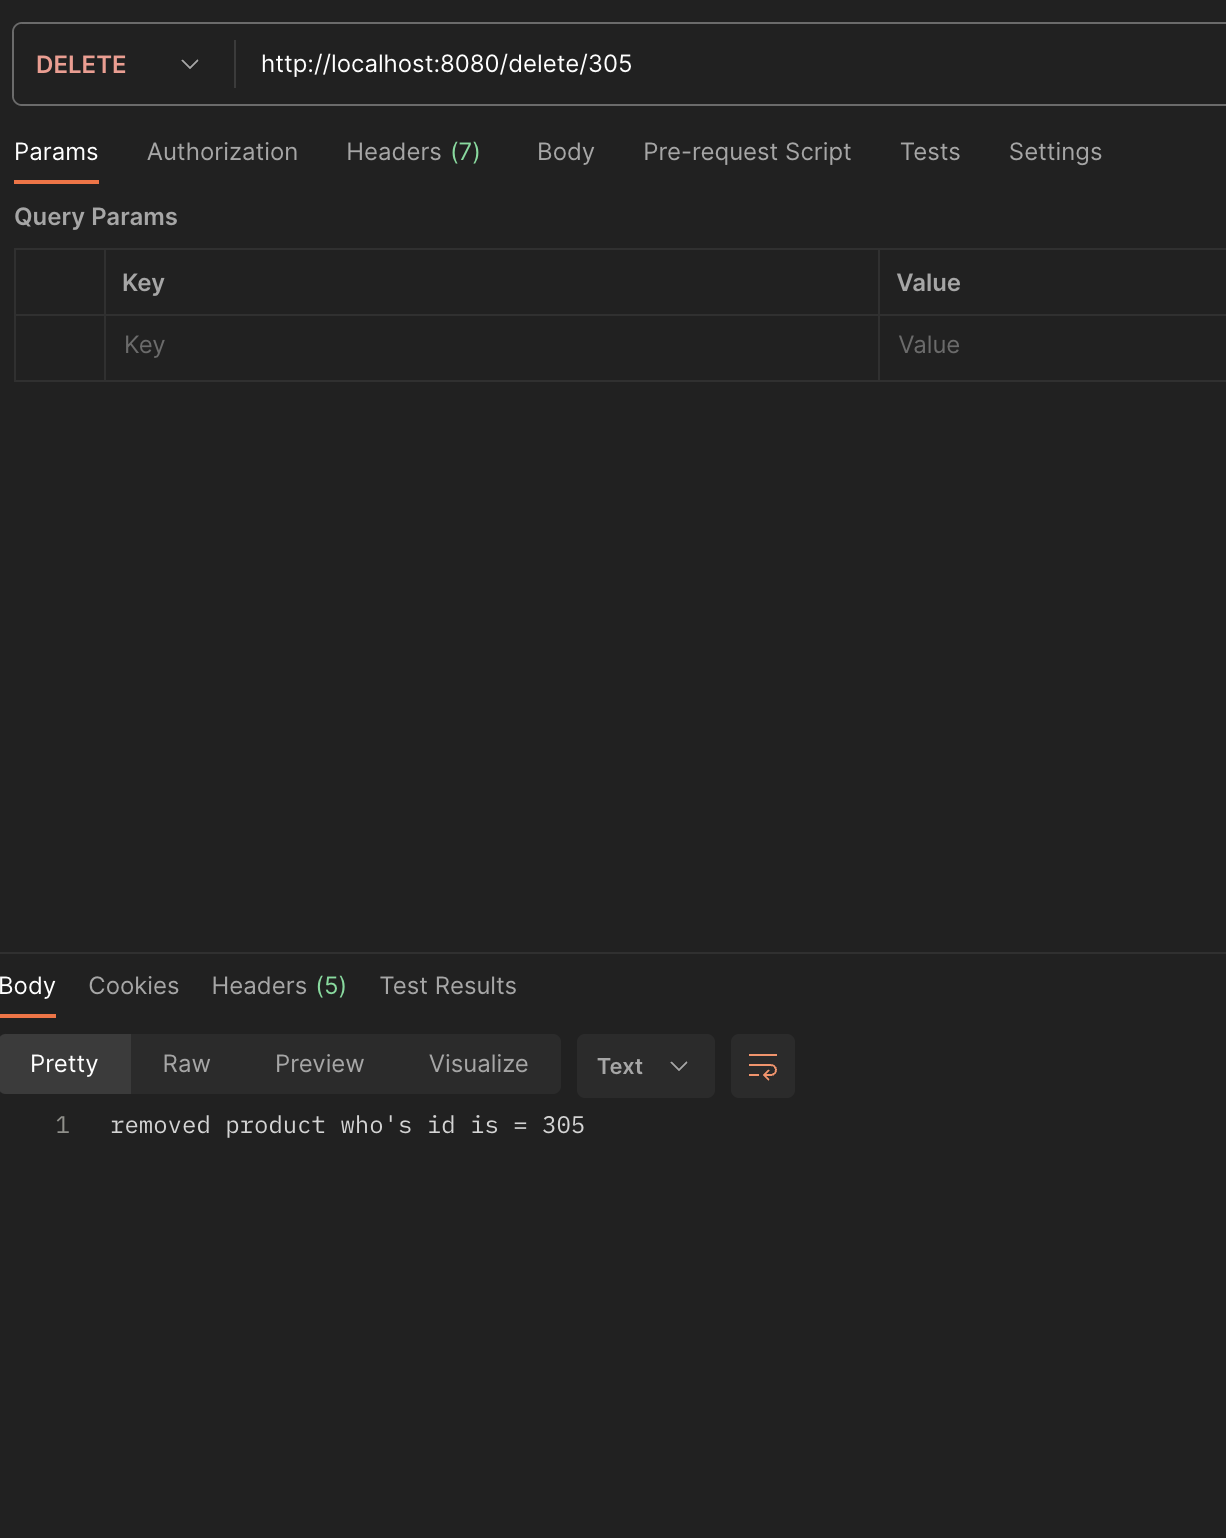 DELETE http://localhost:8080/delete/305
Params Authorization Headers (7) Body Pre-request Script Tests Settings
Query Params
Key Value
Key Value
Body Cookies Headers (5) Test Results
Pretty Raw Preview Visualize Text
1 removed product who's id is = 305